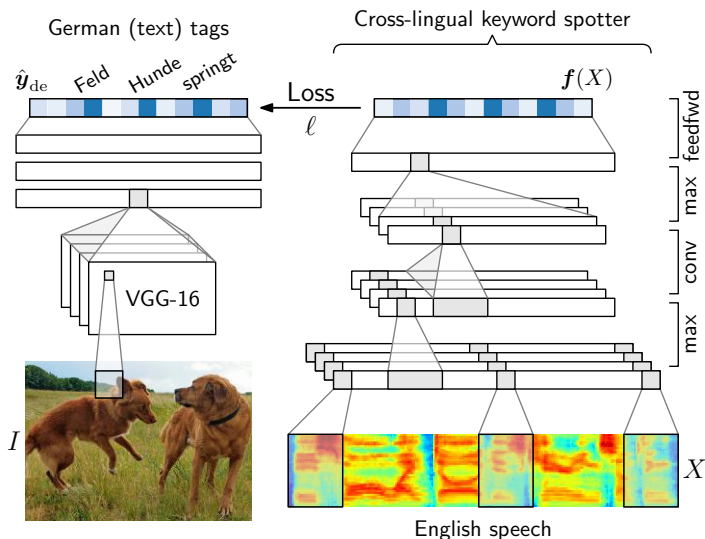 German (text) tags
Cross-lingual keyword spotter
ŷ_de
Feld
Hunde
springt
Loss
ℓ
f(X)
feedfwd
max
conv
max
VGG-16
I
X
English speech